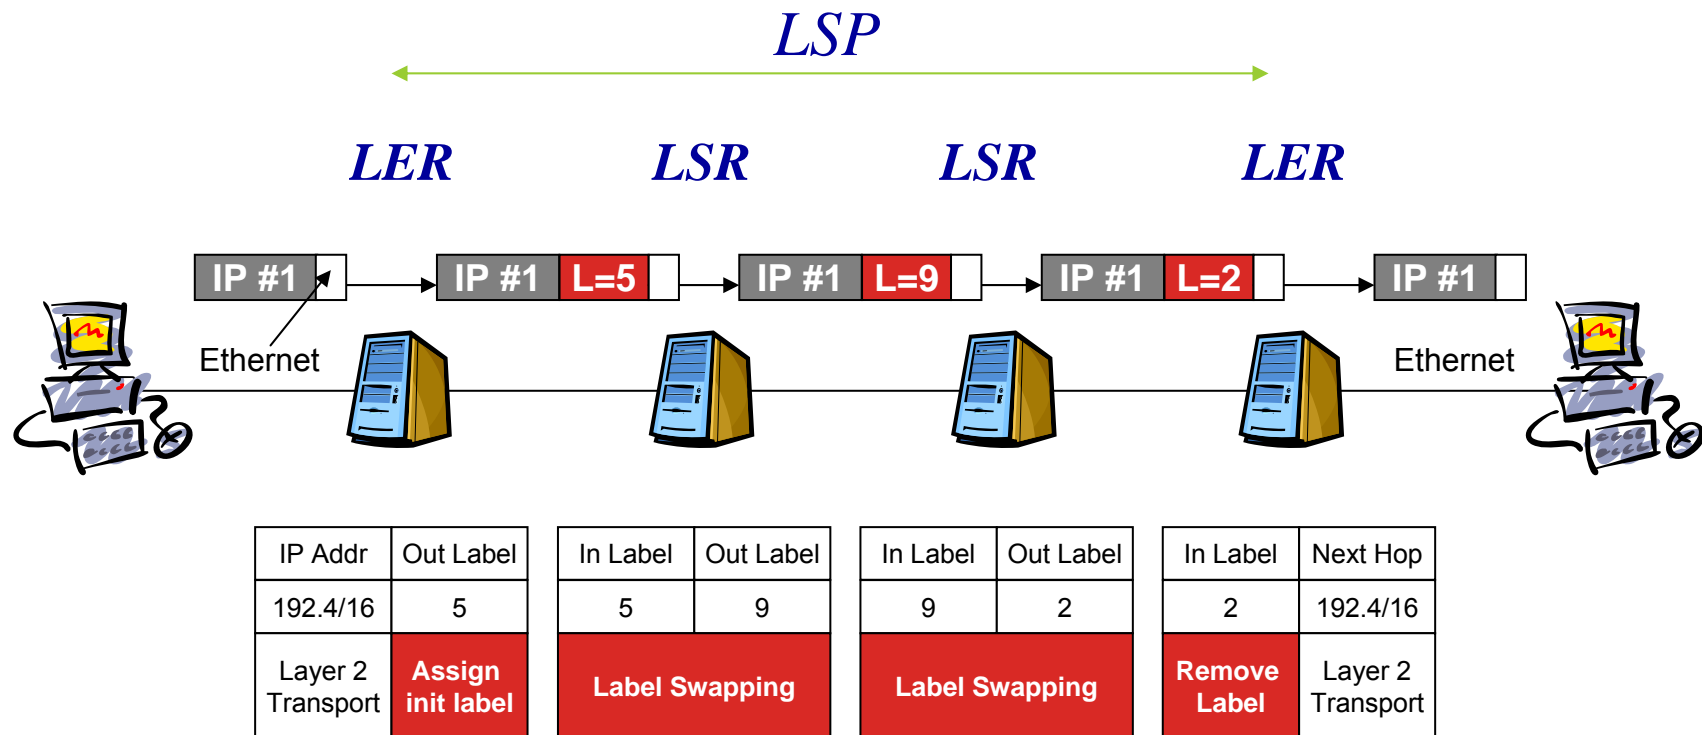 LSP
LER LSR LSR LER
IP #1 IP #1 L=5 IP #1 L=9 IP #1 L=2 IP #1
Ethernet Ethernet
IP Addr Out Label In Label Out Label In Label Out Label In Label Next Hop
192.4/16 5 5 9 9 2 2 192.4/16
Layer 2 Transport
Assign init label
Label Swapping
Label Swapping
Remove Label
Layer 2 Transport